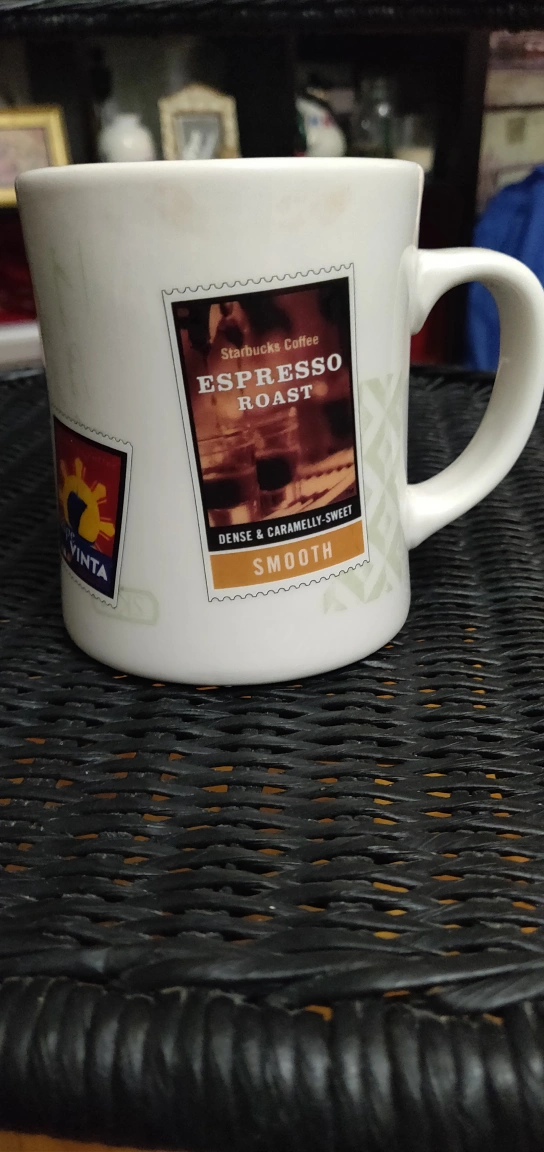 Starbucks Coffee
ESPRESSO
ROAST
DENSE & CARAMELLY-SWEET
SMOOTH
VINTA